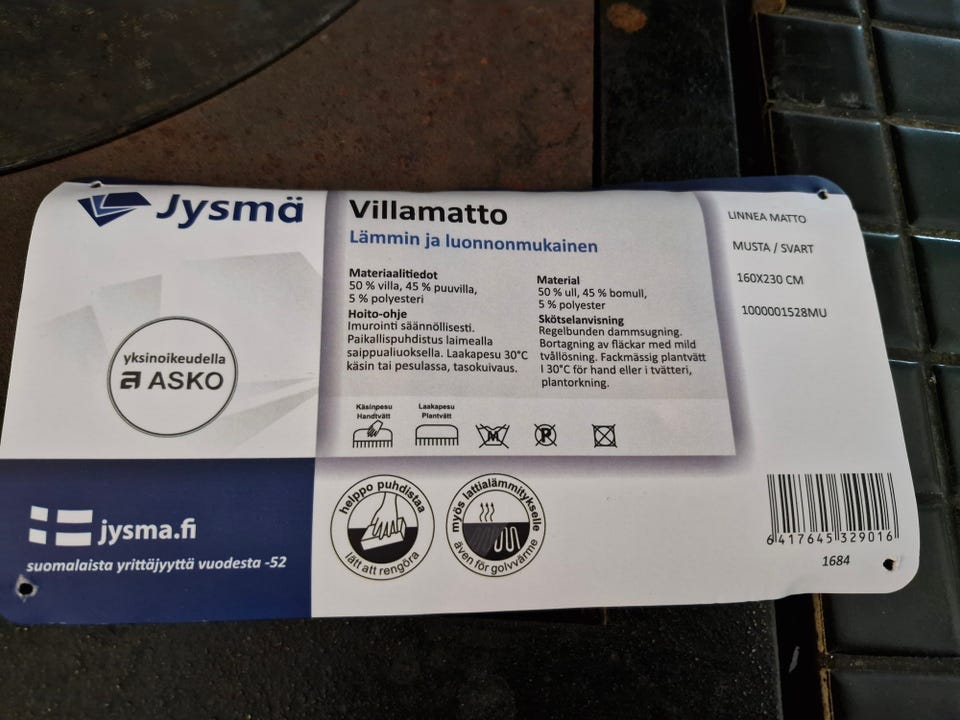 Jysmä
yksinoikeudella
a ASKO
jysma.fi
suomalaista yrittäjyyttä vuodesta -52
Villamatto
Lämmin ja luonnonmukainen
Materiaalitiedot
50 % villa, 45 % puuvilla,
5 % polyesteri
Hoito-ohje
Imurointi säännöllisesti.
Paikallispuhdistus laimealla
saippualiuoksella. Laakapesu 30°C
käsin tai pesulassa, tasokuivaus.
Material
50 % ull, 45 % bomull,
5 % polyester
Skötselanvisning
Regelbunden dammsugning.
Bortagning av fläckar med mild
tvållösning. Fackmässig plantvätt
I 30°C för hand eller i tvätteri,
plantorkning.
Käsinpesu
Handtvätt
Laakapesu
Plantvätt
M
P
helppo puhdistaa
lätt att rengöra
myös lattialämmitykselle
även för golvvärme
LINNEA MATTO
MUSTA / SVART
160X230 CM
1000001528MU
6 417645 329016
1684